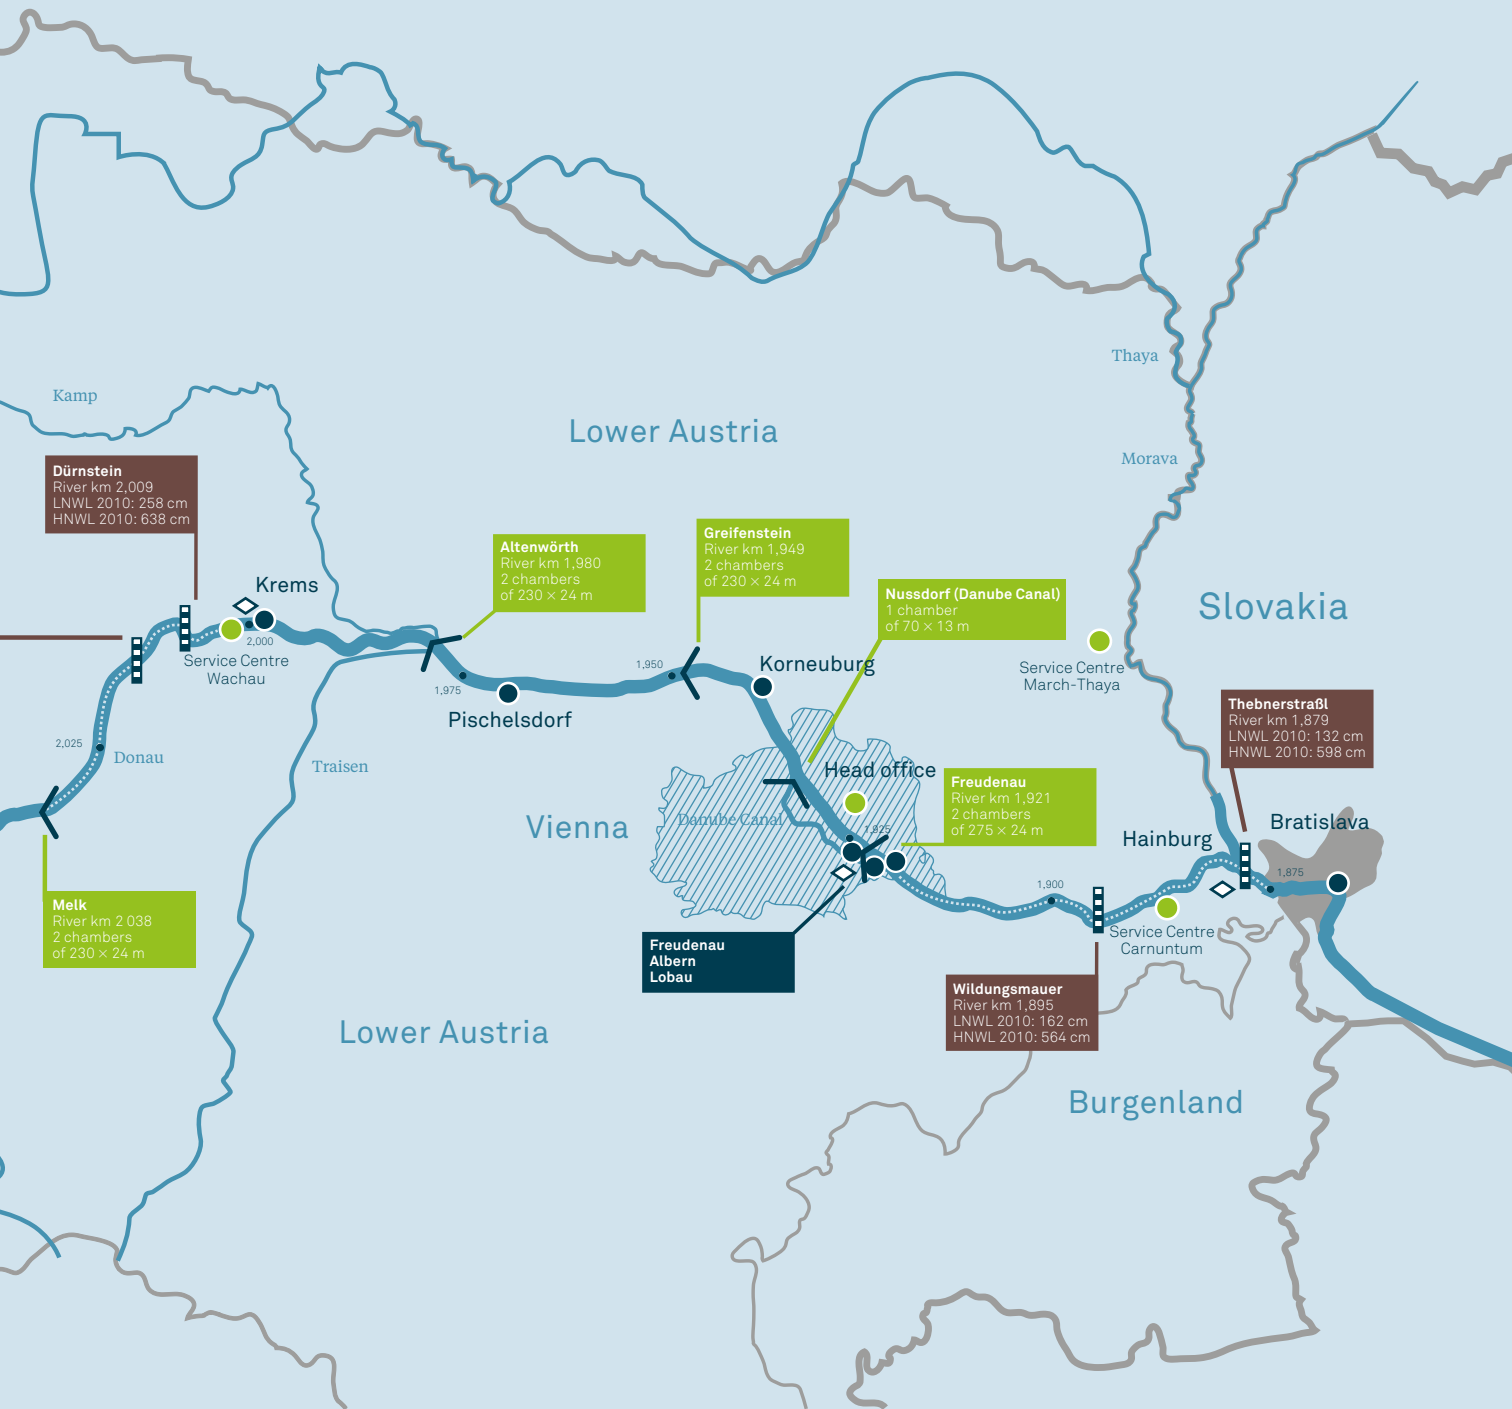 Thaya
Kamp
Lower Austria
Morava
Dürnstein
River km 2,009
LNWL 2010: 258 cm
HNWL 2010: 638 cm
Altenwörth
River km 1,980
2 chambers
of 230 × 24 m
Greifenstein
River km 1,949
2 chambers
of 230 × 24 m
Nussdorf (Danube Canal)
1 chamber
of 70 × 13 m
Krems
2,000
Service Centre
Wachau
Slovakia
1,950
Korneuburg
Service Centre
March-Thaya
1,975
Pischelsdorf
Thebnerstraßl
River km 1,879
LNWL 2010: 132 cm
HNWL 2010: 598 cm
2,025
Donau
Traisen
Head office
Freudenau
River km 1,921
2 chambers
of 275 × 24 m
Vienna
Danube Canal
1,925
Hainburg
Bratislava
1,875
1,900
Melk
River km 2 038
2 chambers
of 230 × 24 m
Freudenau
Albern
Lobau
Service Centre
Carnuntum
Wildungsmauer
River km 1,895
LNWL 2010: 162 cm
HNWL 2010: 564 cm
Lower Austria
Burgenland